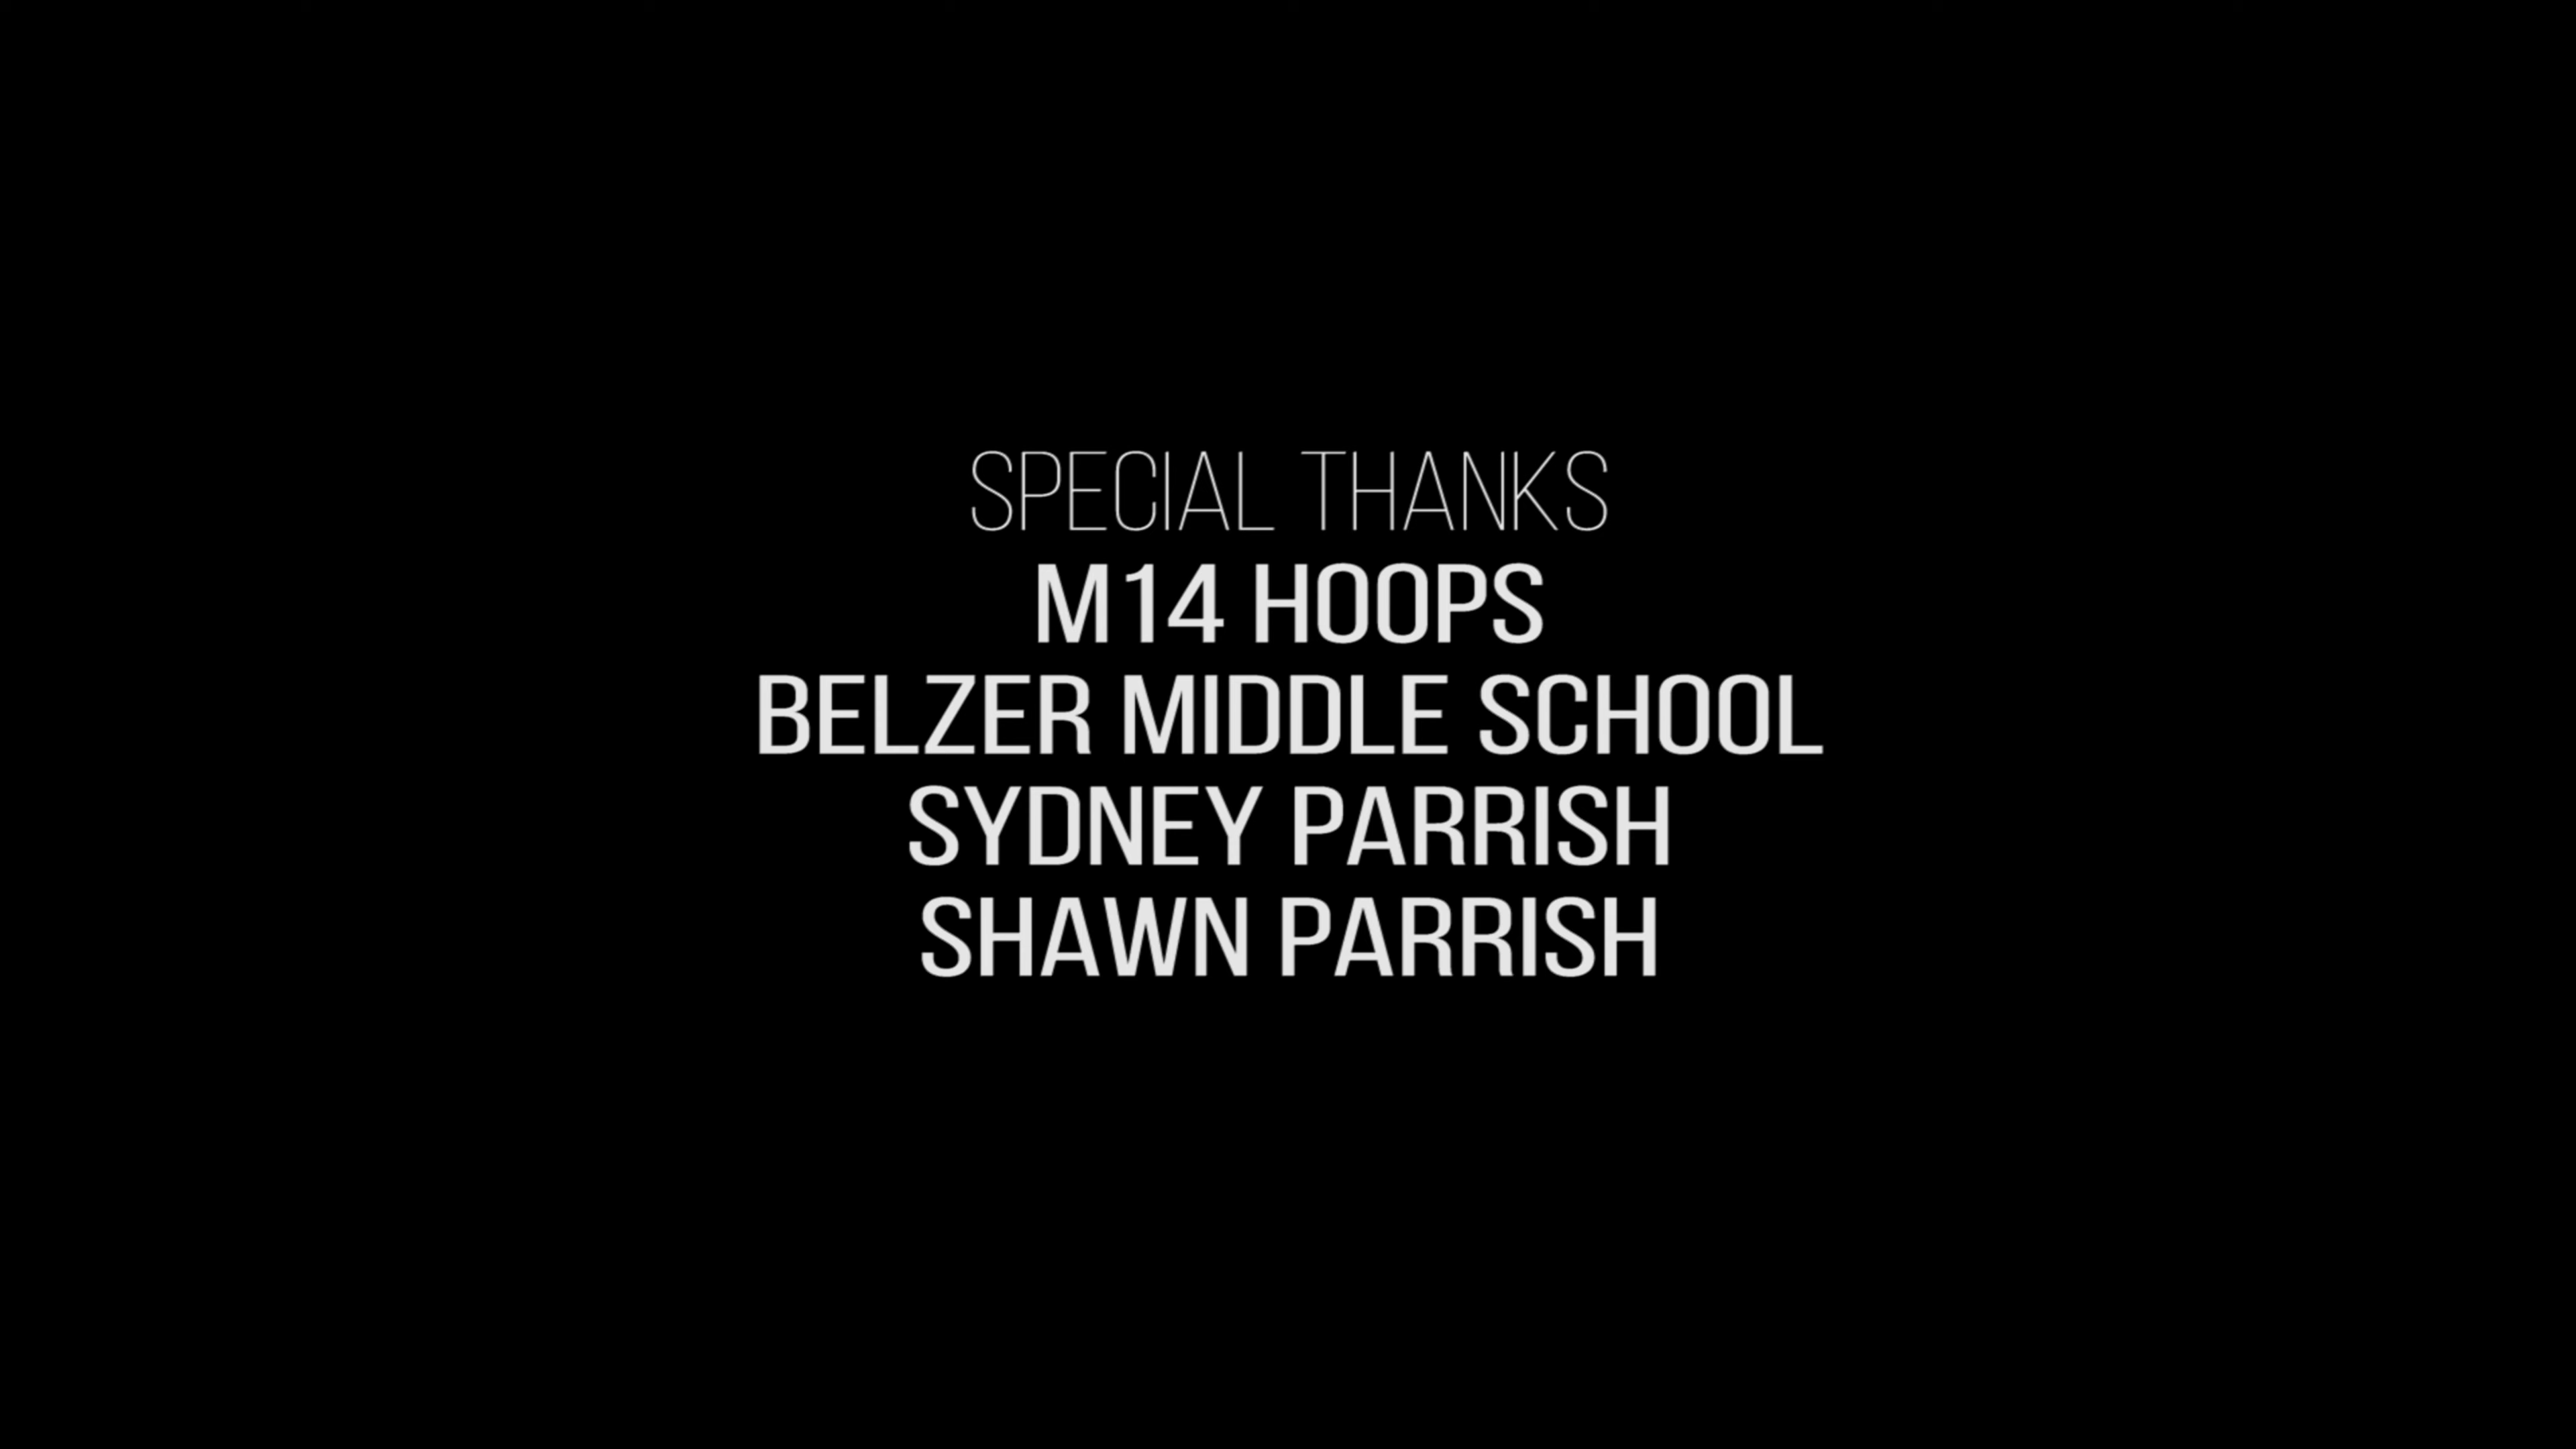 SPECIAL THANKS
M14 HOOPS
BELZER MIDDLE SCHOOL
SYDNEY PARRISH
SHAWN PARRISH